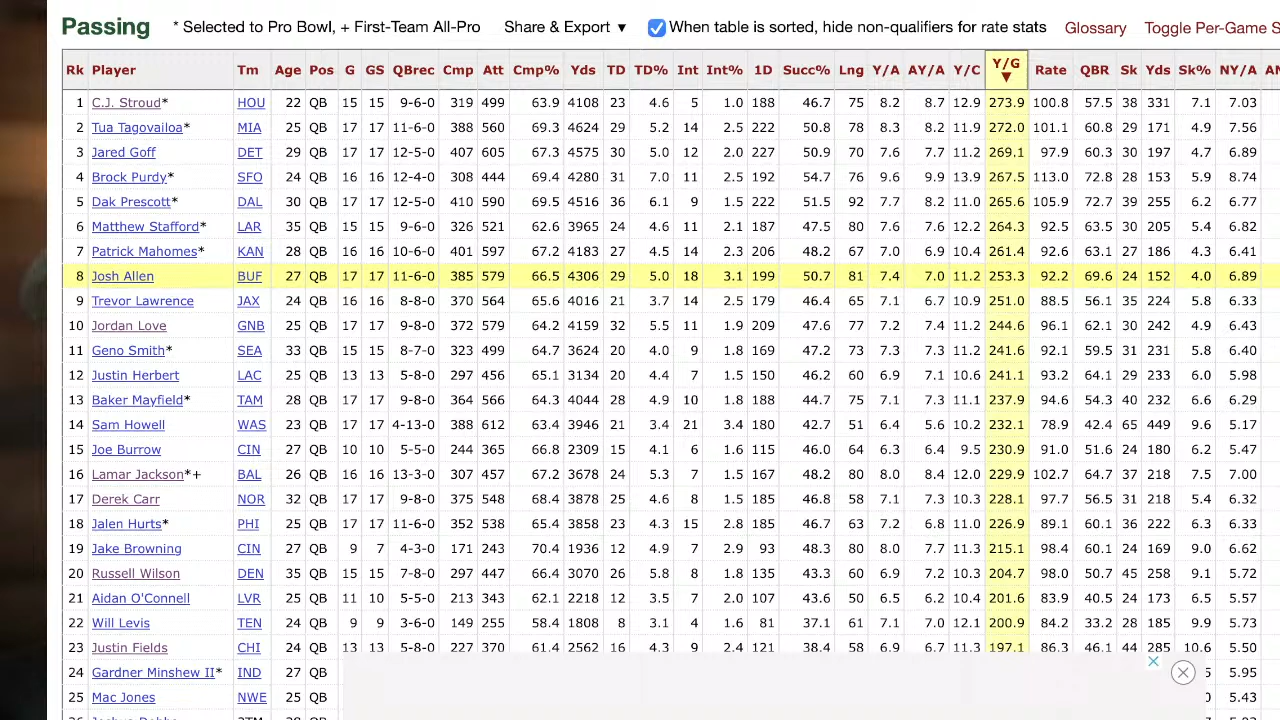 Passing * Selected to Pro Bowl, + First-Team All-Pro Share & Export ▼ When table is sorted, hide non-qualifiers for rate stats Glossary Toggle Per-Game S
Rk Player Tm Age Pos G GS QBrec Cmp Att Cmp% Yds TD TD% Int Int% 1D Succ% Lng Y/A AY/A Y/C Y/G ▼ Rate QBR Sk Yds Sk% NY/A AN
1 C.J. Stroud* HOU 22 QB 15 15 9-6-0 319 499 63.9 4108 23 4.6 5 1.0 188 46.7 75 8.2 8.7 12.9 273.9 100.8 57.5 38 331 7.1 7.03
2 Tua Tagovailoa* MIA 25 QB 17 17 11-6-0 388 560 69.3 4624 29 5.2 14 2.5 222 50.8 78 8.3 8.2 11.9 272.0 101.1 60.8 29 171 4.9 7.56
3 Jared Goff DET 29 QB 17 17 12-5-0 407 605 67.3 4575 30 5.0 12 2.0 227 50.9 70 7.6 7.7 11.2 269.1 97.9 60.3 30 197 4.7 6.89
4 Brock Purdy* SFO 24 QB 16 16 12-4-0 308 444 69.4 4280 31 7.0 11 2.5 192 54.7 76 9.6 9.9 13.9 267.5 113.0 72.8 28 153 5.9 8.74
5 Dak Prescott* DAL 30 QB 17 17 12-5-0 410 590 69.5 4516 36 6.1 9 1.5 222 51.5 92 7.7 8.2 11.0 265.6 105.9 72.7 39 255 6.2 6.77
6 Matthew Stafford* LAR 35 QB 15 15 9-6-0 326 521 62.6 3965 24 4.6 11 2.1 187 47.5 80 7.6 7.6 12.2 264.3 92.5 63.5 30 205 5.4 6.82
7 Patrick Mahomes* KAN 28 QB 16 16 10-6-0 401 597 67.2 4183 27 4.5 14 2.3 206 48.2 67 7.0 6.9 10.4 261.4 92.6 63.1 27 186 4.3 6.41
8 Josh Allen BUF 27 QB 17 17 11-6-0 385 579 66.5 4306 29 5.0 18 3.1 199 50.7 81 7.4 7.0 11.2 253.3 92.2 69.6 24 152 4.0 6.89
9 Trevor Lawrence JAX 24 QB 16 16 8-8-0 370 564 65.6 4016 21 3.7 14 2.5 179 46.4 65 7.1 6.7 10.9 251.0 88.5 56.1 35 224 5.8 6.33
10 Jordan Love GNB 25 QB 17 17 9-8-0 372 579 64.2 4159 32 5.5 11 1.9 209 47.6 77 7.2 7.4 11.2 244.6 96.1 62.1 30 242 4.9 6.43
11 Geno Smith* SEA 33 QB 15 15 8-7-0 323 499 64.7 3624 20 4.0 9 1.8 169 47.2 73 7.3 7.3 11.2 241.6 92.1 59.5 31 231 5.8 6.40
12 Justin Herbert LAC 25 QB 13 13 5-8-0 297 456 65.1 3134 20 4.4 7 1.5 150 46.2 60 6.9 7.1 10.6 241.1 93.2 64.1 29 233 6.0 5.98
13 Baker Mayfield* TAM 28 QB 17 17 9-8-0 364 566 64.3 4044 28 4.9 10 1.8 188 44.7 75 7.1 7.3 11.1 237.9 94.6 54.3 40 232 6.6 6.29
14 Sam Howell WAS 23 QB 17 17 4-13-0 388 612 63.4 3946 21 3.4 21 3.4 180 42.7 51 6.4 5.6 10.2 232.1 78.9 42.4 65 449 9.6 5.17
15 Joe Burrow CIN 27 QB 10 10 5-5-0 244 365 66.8 2309 15 4.1 6 1.6 115 46.0 64 6.3 6.4 9.5 230.9 91.0 51.6 24 180 6.2 5.47
16 Lamar Jackson*+ BAL 26 QB 16 16 13-3-0 307 457 67.2 3678 24 5.3 7 1.5 167 48.2 80 8.0 8.4 12.0 229.9 102.7 64.7 37 218 7.5 7.00
17 Derek Carr NOR 32 QB 17 17 9-8-0 375 548 68.4 3878 25 4.6 8 1.5 185 46.8 58 7.1 7.3 10.3 228.1 97.7 56.5 31 218 5.4 6.32
18 Jalen Hurts* PHI 25 QB 17 17 11-6-0 352 538 65.4 3858 23 4.3 15 2.8 185 46.7 63 7.2 6.8 11.0 226.9 89.1 60.1 36 222 6.3 6.33
19 Jake Browning CIN 27 QB 9 7 4-3-0 171 243 70.4 1936 12 4.9 7 2.9 93 48.3 80 8.0 7.7 11.3 215.1 98.4 60.1 24 169 9.0 6.62
20 Russell Wilson DEN 35 QB 15 15 7-8-0 297 447 66.4 3070 26 5.8 8 1.8 135 43.3 60 6.9 7.2 10.3 204.7 98.0 50.7 45 258 9.1 5.72
21 Aidan O'Connell LVR 25 QB 11 10 5-5-0 213 343 62.1 2218 12 3.5 7 2.0 107 43.6 50 6.5 6.2 10.4 201.6 83.9 40.5 24 173 6.5 5.57
22 Will Levis TEN 24 QB 9 9 3-6-0 149 255 58.4 1808 8 3.1 4 1.6 81 37.1 61 7.1 7.0 12.1 200.9 84.2 33.2 28 185 9.9 5.73
23 Justin Fields CHI 24 QB 13 13 5-8-0 227 370 61.4 2562 16 4.3 9 2.4 121 38.4 58 6.9 6.7 11.3 197.1 86.3 46.1 44 285 10.6 5.50
24 Gardner Minshew II* IND 27 QB 5 5.95
25 Mac Jones NWE 25 QB 0 5.43